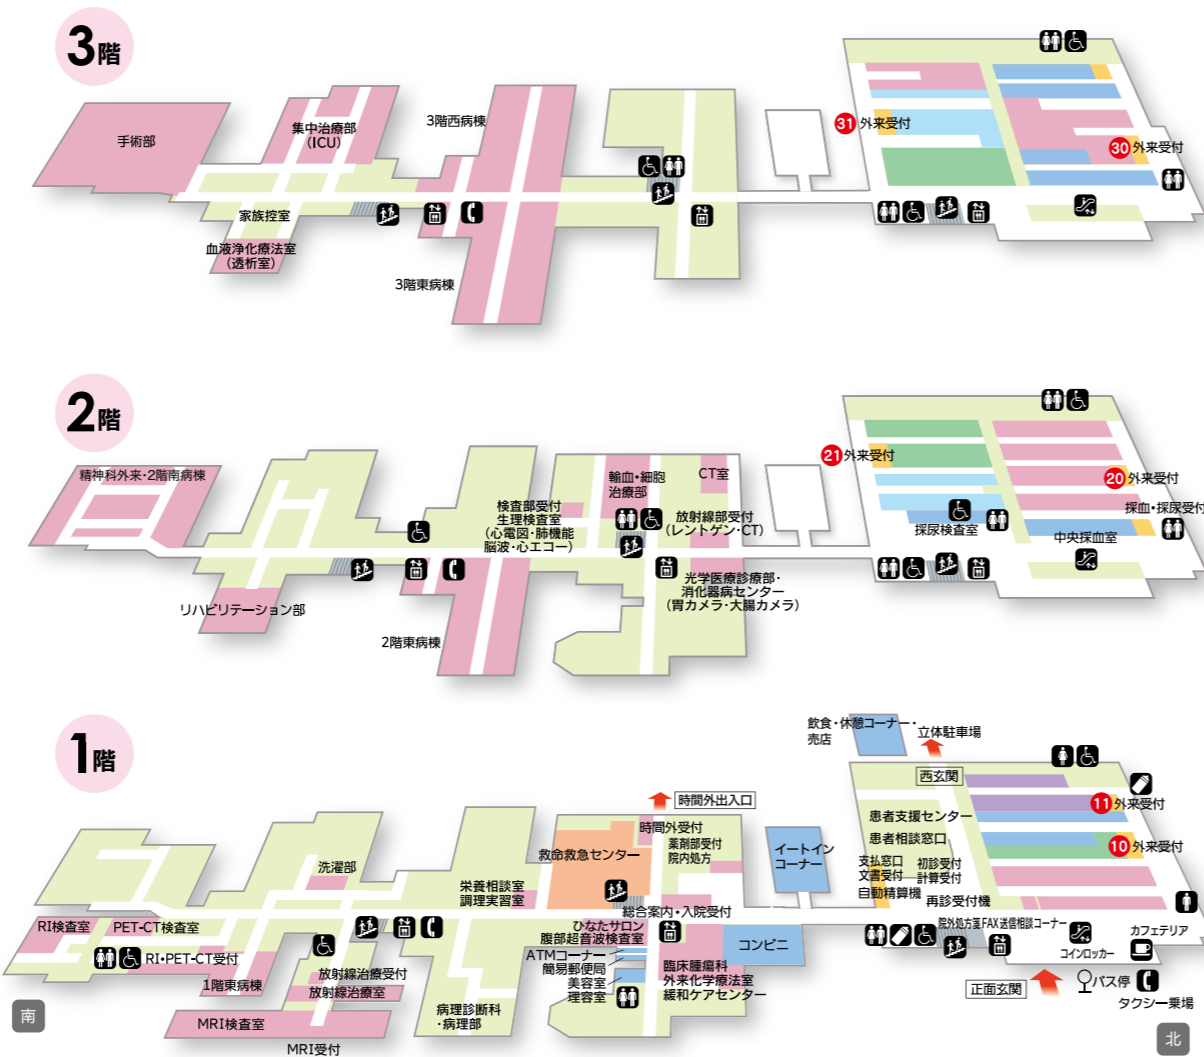 3階
手術部
集中治療部
（ICU）
3階西病棟
家族控室
血液浄化療法室
（透析室）
3階東病棟
31 外来受付
30 外来受付
2階
精神科外来・2階南病棟
リハビリテーション部
検査部受付
生理検査室
（心電図・肺機能
脳波・心エコー）
2階東病棟
輸血・細胞
治療部
CT室
放射線部受付
（レントゲン・CT）
光学医療診療部・
消化器病センター
（胃カメラ・大腸カメラ）
21 外来受付
20 外来受付
採血・採尿受付
採尿検査室
中央採血室
1階
飲食・休憩コーナー・
売店
立体駐車場
西玄関
時間外出入口
時間外受付
薬剤部受付
院内処方
救命救急センター
洗濯部
栄養相談室
調理実習室
イートイン
コーナー
患者支援センター
患者相談窓口
支払窓口
文書受付
自動精算機
初診受付
計算受付
再診受付機
11 外来受付
10 外来受付
RI検査室
PET-CT検査室
RI・PET-CT受付
1階東病棟
放射線治療受付
放射線治療室
MRI検査室
MRI受付
病理診断科
・病理部
総合案内・入院受付
ひなたサロン
腹部超音波検査室
ATMコーナー
簡易郵便局
美容室
理容室
臨床腫瘍科
外来化学療法室
緩和ケアセンター
コンビニ
院外処方箋FAX送信相談コーナー
コインロッカー
カフェテリア
正面玄関
バス停
タクシー乗場
南
北